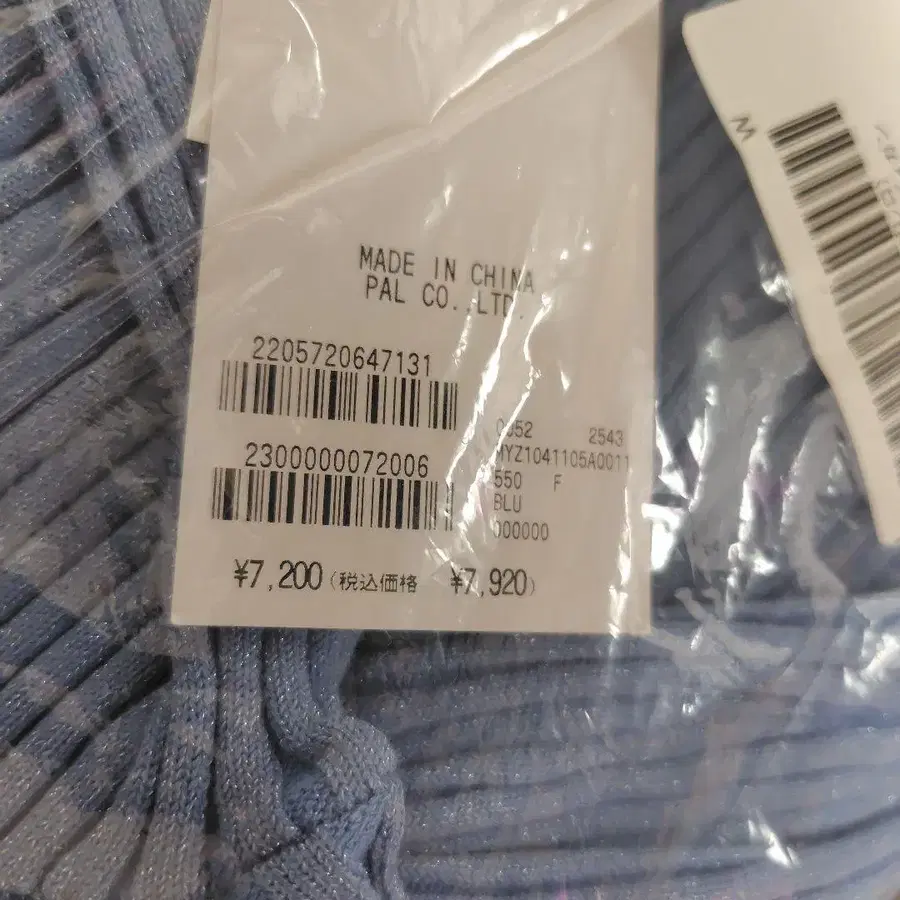 MADE IN CHINA
PAL CO.,LTD.
2205720647131
2300000072006
0052 2543
MYZ1041105A0011
550 F
BLU
000000
¥7,200(税込価格 ¥7,920)
W